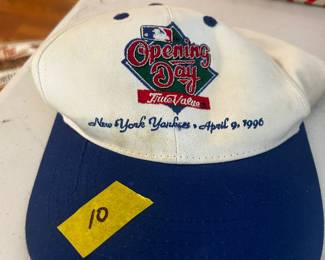 Opening
Day
True Value
New York Yankees • April 9, 1996
10